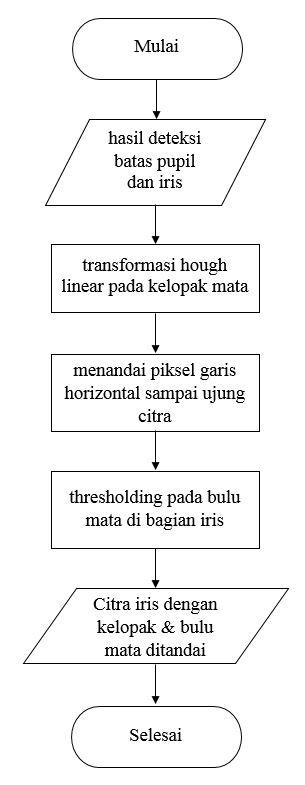 Mulai
hasil deteksi
batas pupil
dan iris
transformasi hough
linear pada kelopak mata
menandai piksel garis
horizontal sampai ujung
citra
thresholding pada bulu
mata di bagian iris
Citra iris dengan
kelopak & bulu
mata ditandai
Selesai